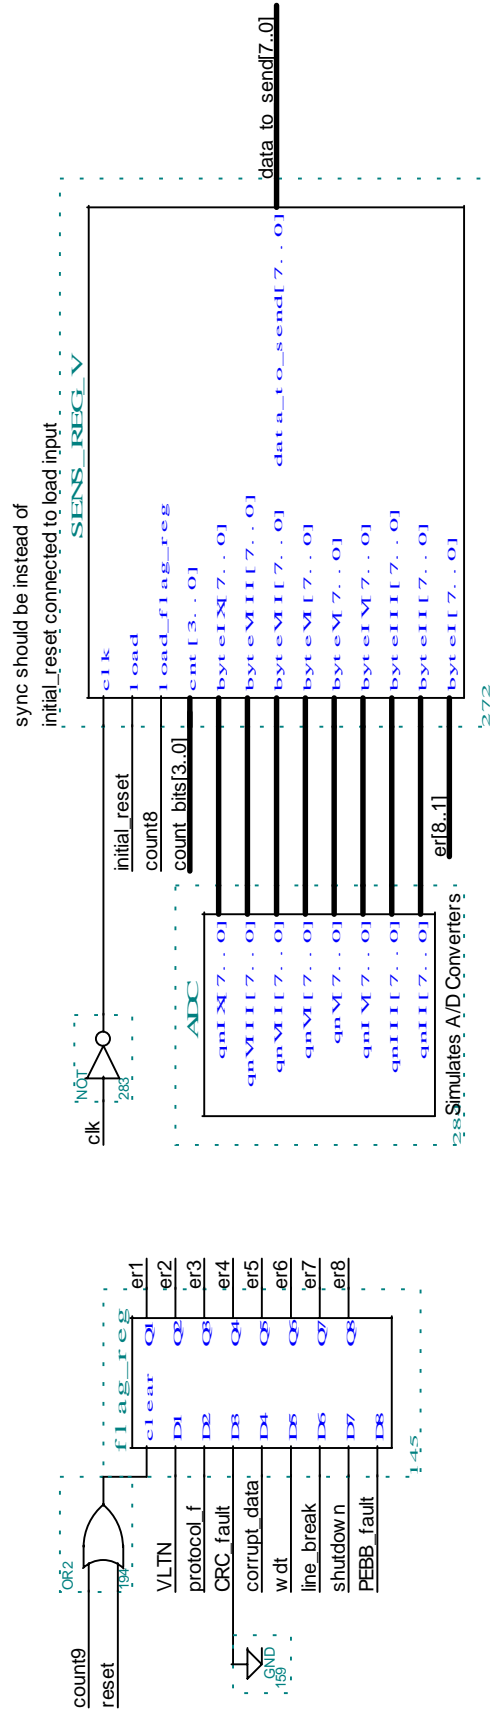 count9
reset
OR2
194
VLTN
protocol_f
CRC_fault
corrupt_data
wdt
line_break
shutdown
PEBB_fault
GND
159
flag_reg
clear
D1
D2
D3
D4
D5
D6
D7
D8
Q1
Q2
Q3
Q4
Q5
Q6
Q7
Q8
145
er1
er2
er3
er4
er5
er6
er7
er8
clk
NOT
283
ADC
qnIX[7..0]
qnVIII[7..0]
qnVII[7..0]
qnVI[7..0]
qnV[7..0]
qnIV[7..0]
qnIII[7..0]
qnII[7..0]
Simulates A/D Converters
initial_reset
count8
count_bits[3..0]
er[8..1]
sync should be instead of
initial_reset connected to load input
SENS_REG_V
clk
load
load_flag_reg
cnt[3..0]
byteIX[7..0]
byteVIII[7..0]
byteVII[7..0]
byteVI[7..0]
byteV[7..0]
byteIV[7..0]
byteIII[7..0]
byteII[7..0]
byteI[7..0]
data_to_send[7..0]
272
data_to_send[7..0]